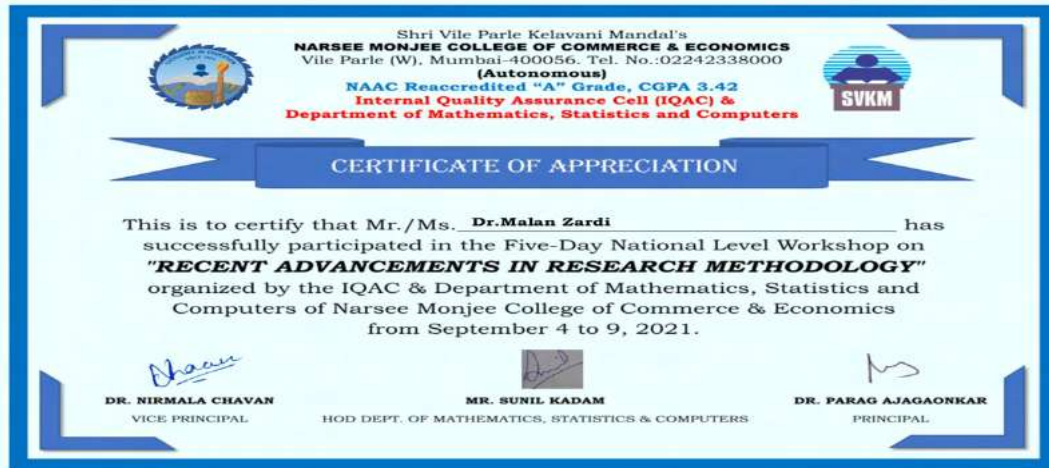 Shri Vile Parle Kelavani Mandal's
NARSEE MONJEE COLLEGE OF COMMERCE & ECONOMICS
Vile Parle (W), Mumbai-400056. Tel. No.:02242338000
(Autonomous)
NAAC Reaccredited "A" Grade, CGPA 3.42
Internal Quality Assurance Cell (IQAC) &
Department of Mathematics, Statistics and Computers
SVKM
CERTIFICATE OF APPRECIATION
This is to certify that Mr./Ms. Dr.Malan Zardi has
successfully participated in the Five-Day National Level Workshop on
"RECENT ADVANCEMENTS IN RESEARCH METHODOLOGY"
organized by the IQAC & Department of Mathematics, Statistics and
Computers of Narsee Monjee College of Commerce & Economics
from September 4 to 9, 2021.
DR. NIRMALA CHAVAN
VICE PRINCIPAL
MR. SUNIL KADAM
HOD DEPT. OF MATHEMATICS, STATISTICS & COMPUTERS
DR. PARAG AJAGAONKAR
PRINCIPAL